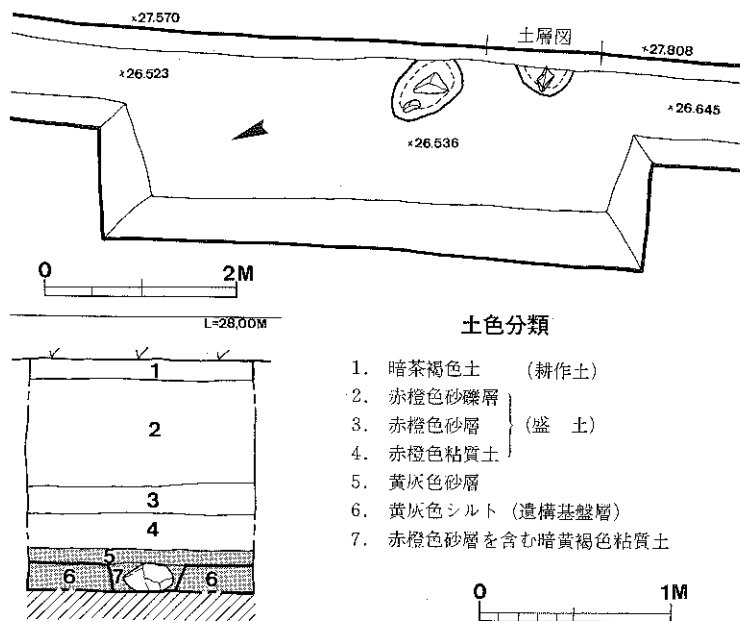 ×27.570
土層図
×27.808
×26.523
×26.645
×26.536
0 2M
L=28,00M
1
2
3
4
5
6 7 6
土色分類
1. 暗茶褐色土 (耕作土)
2. 赤橙色砂礫層
3. 赤橙色砂層 (盛 土)
4. 赤橙色粘質土
5. 黄灰色砂層
6. 黄灰色シルト (遺構基盤層)
7. 赤橙色砂層を含む暗黄褐色粘質土
0 1M